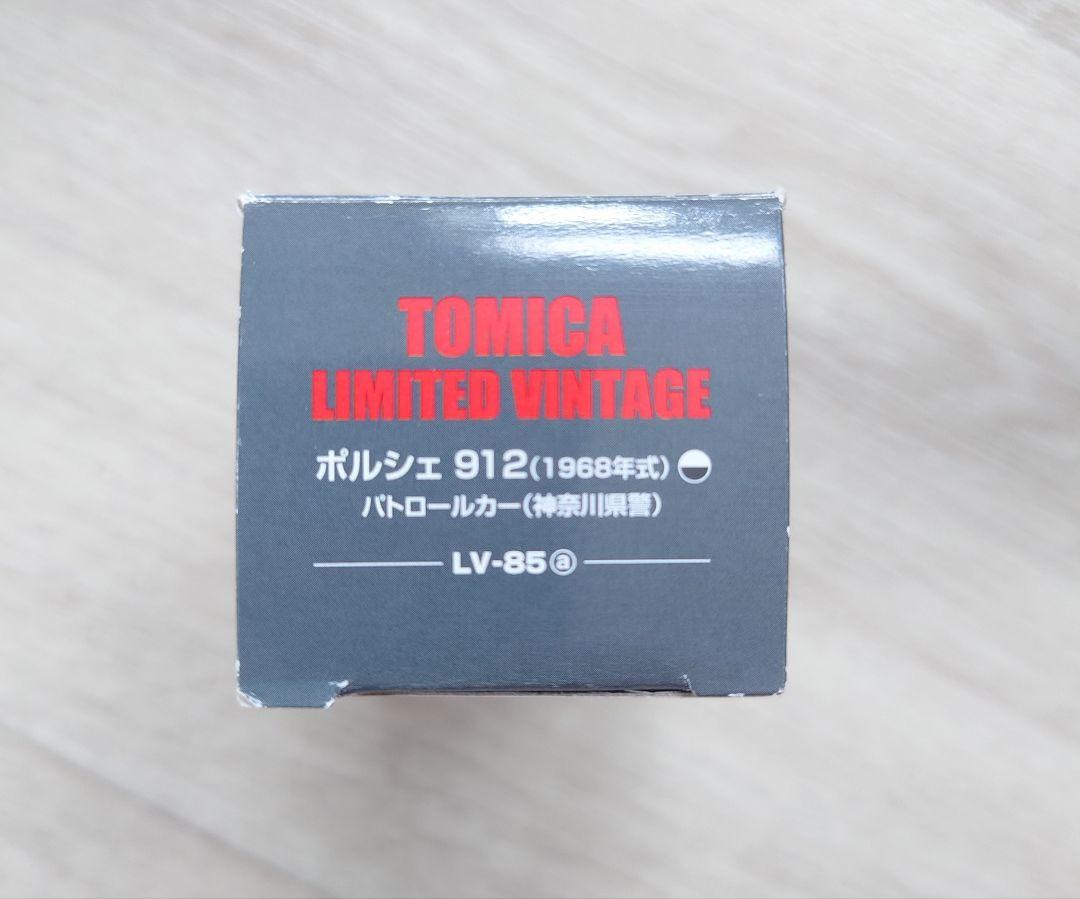 TOMICA
LIMITED VINTAGE
ポルシェ 912(1968年式)
パトロールカー(神奈川県警)
LV-85ⓐ